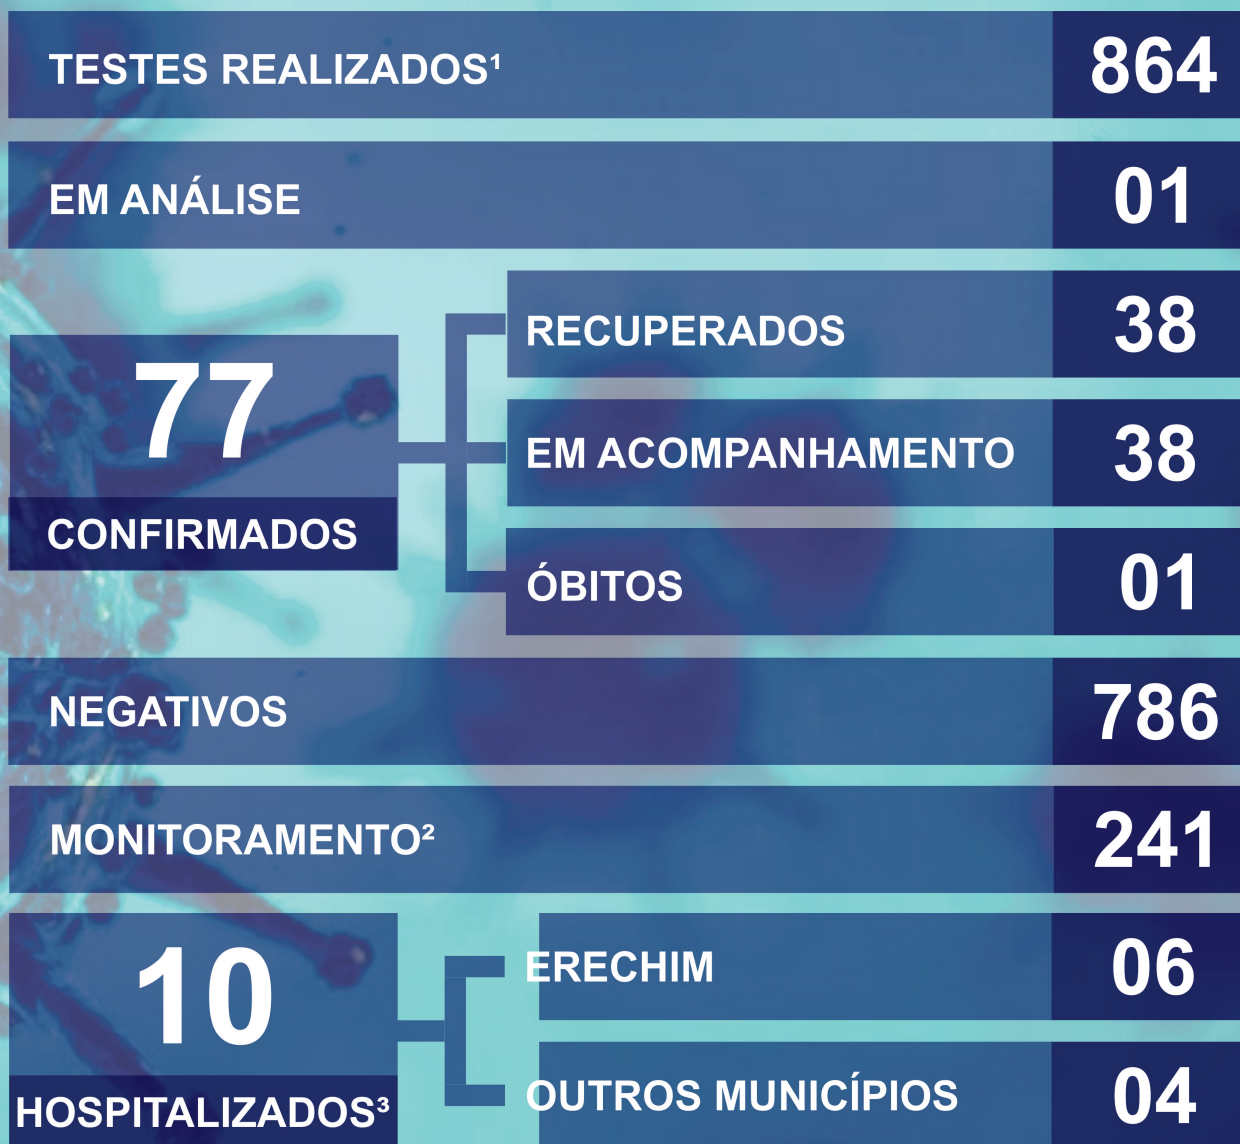 TESTES REALIZADOS¹ 864
EM ANÁLISE 01
77
CONFIRMADOS
RECUPERADOS 38
EM ACOMPANHAMENTO 38
ÓBITOS 01
NEGATIVOS 786
MONITORAMENTO² 241
10
HOSPITALIZADOS³
ERECHIM 06
OUTROS MUNICÍPIOS 04